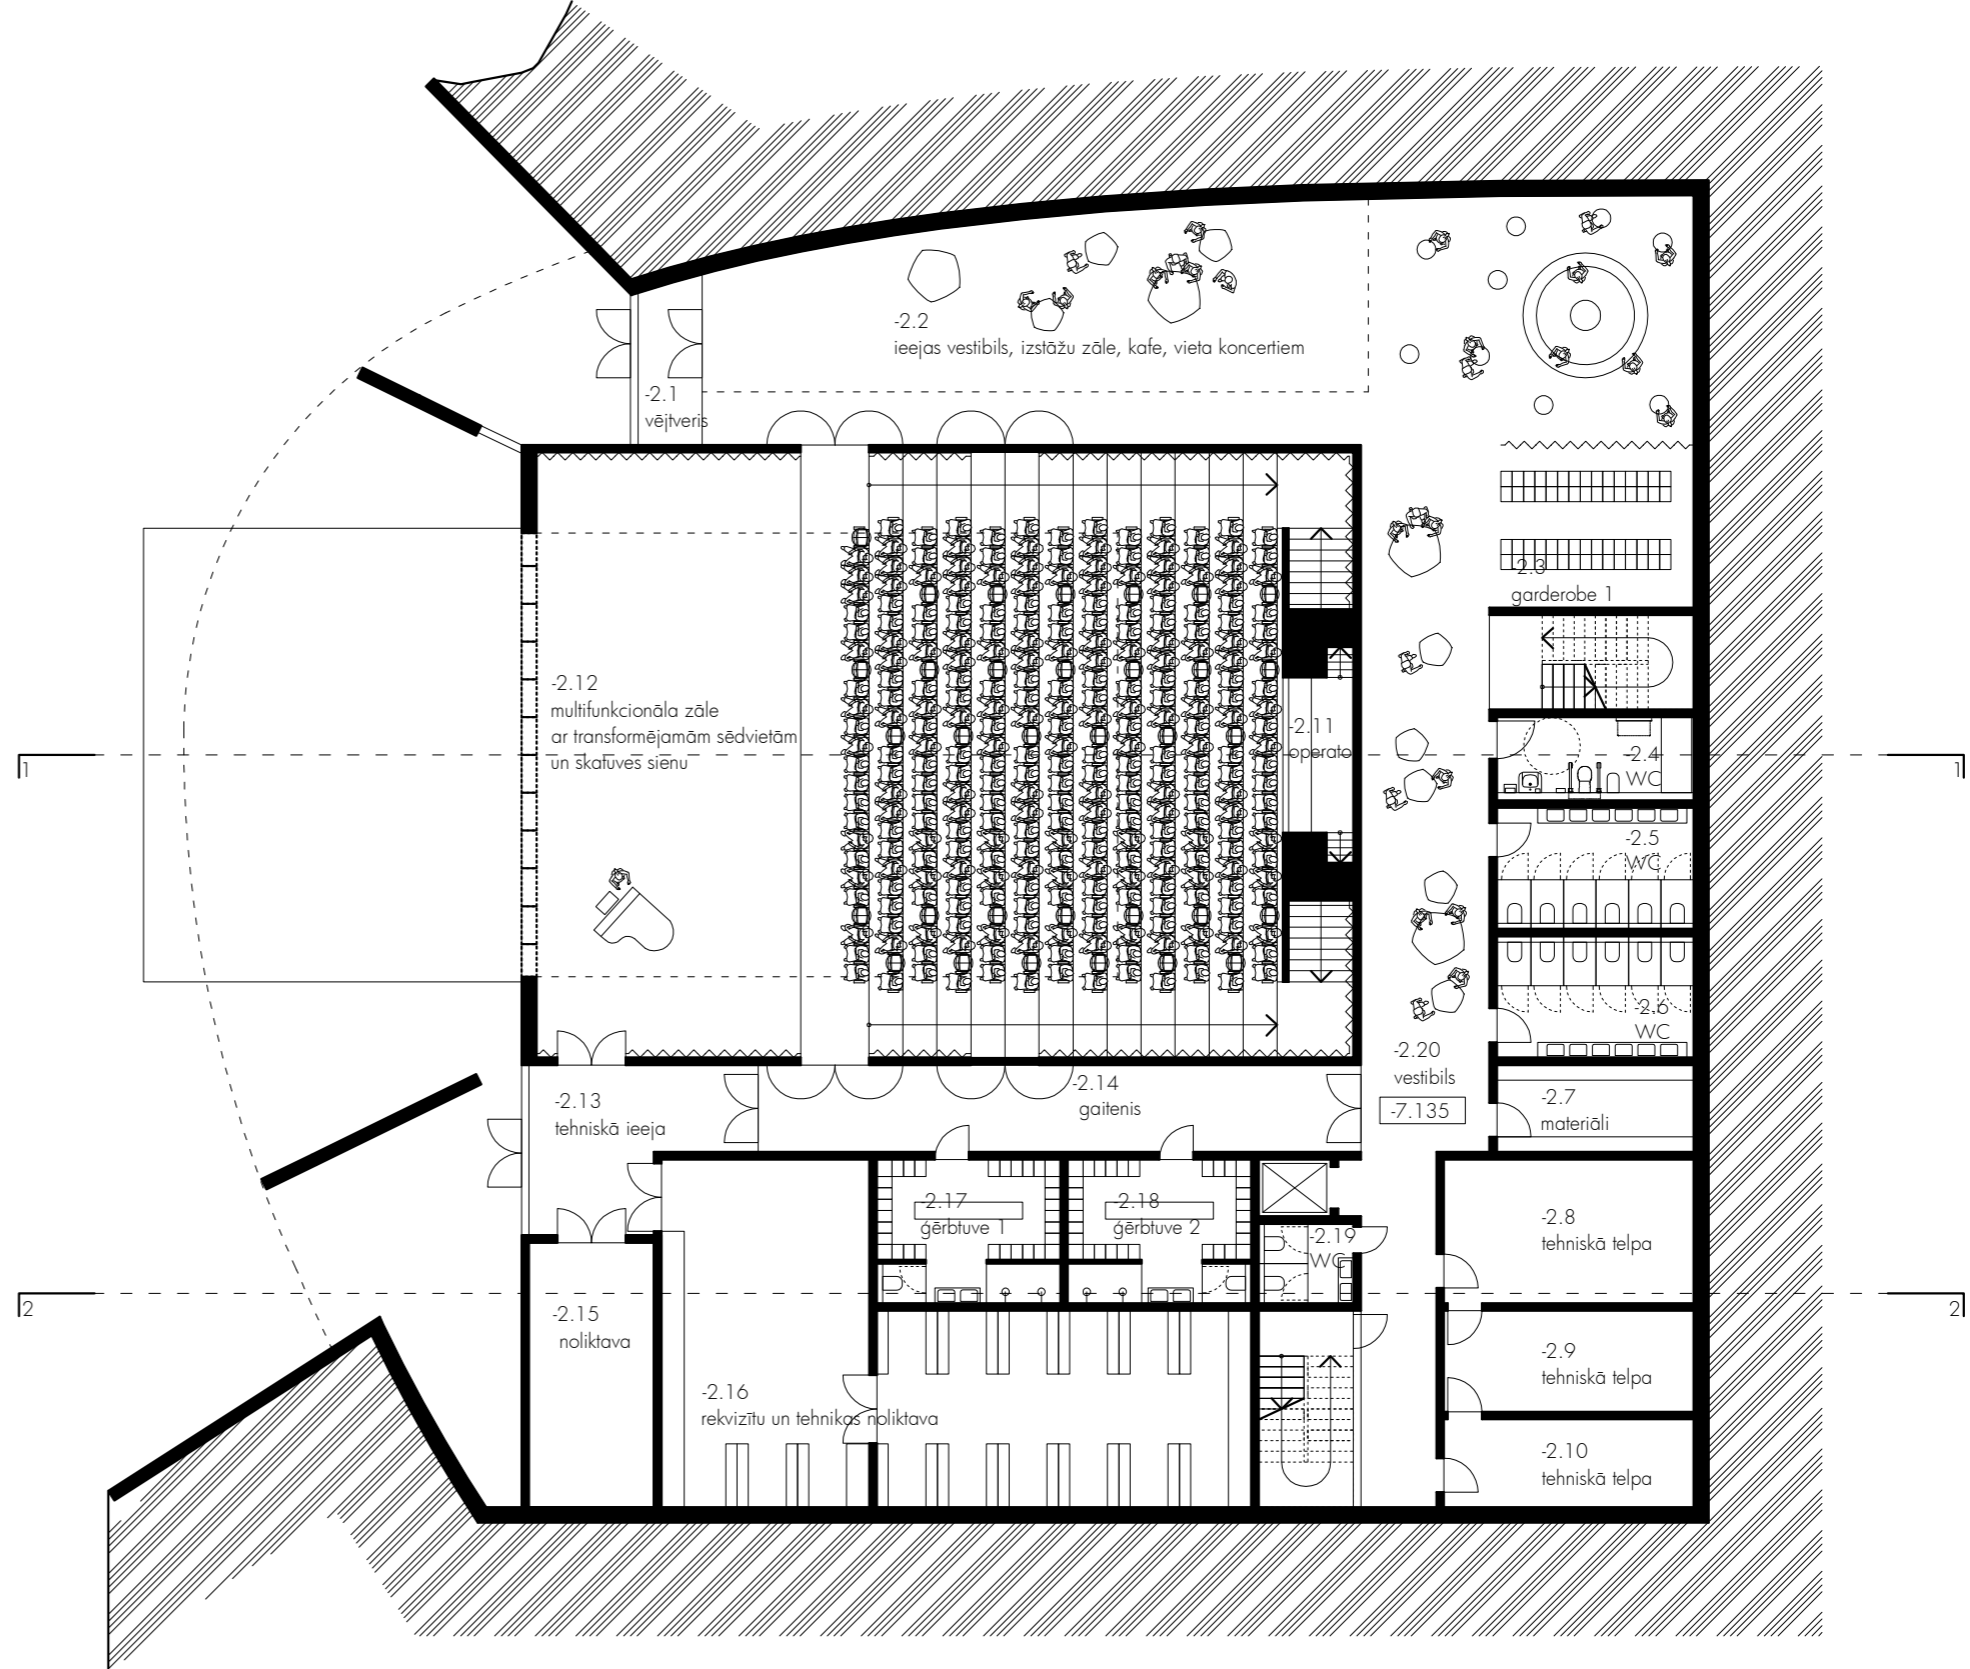 -2.2
ieejas vestibils, izstāžu zāle, kafe, vieta koncertiem
-2.1
vējtveris
-2.3
garderobe 1
-2.12
multifunkcionāla zāle
ar transformējamām sēdvietām
un skatuves sienu
-2.11
operato
-2.4
WC
1
1
-2.5
WC
-2.6
WC
-2.20
vestibils
-7.135
-2.14
gaitenis
-2.13
tehniskā ieeja
-2.7
materiāli
-2.17
ģērbtuve 1
-2.18
ģērbtuve 2
-2.19
WC
-2.8
tehniskā telpa
2
2
-2.15
noliktava
-2.9
tehniskā telpa
-2.16
rekvizītu un tehnikas noliktava
-2.10
tehniskā telpa